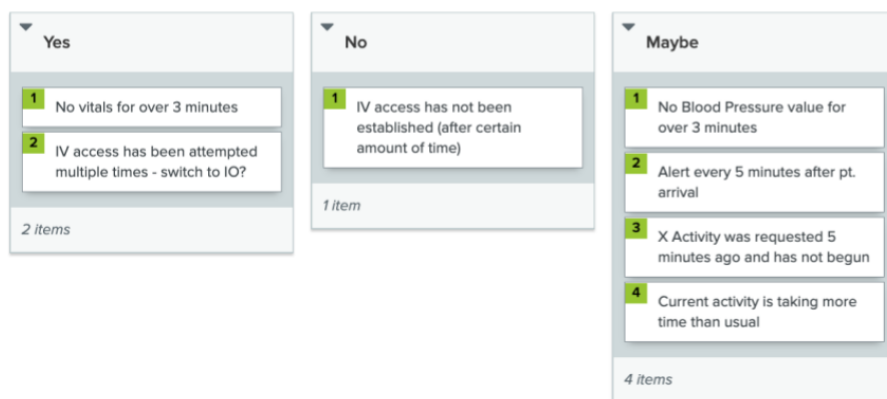 Yes
1 No vitals for over 3 minutes
2 IV access has been attempted
multiple times - switch to IO?
2 items
No
1 IV access has not been
established (after certain
amount of time)
1 item
Maybe
1 No Blood Pressure value for
over 3 minutes
2 Alert every 5 minutes after pt.
arrival
3 X Activity was requested 5
minutes ago and has not begun
4 Current activity is taking more
time than usual
4 items